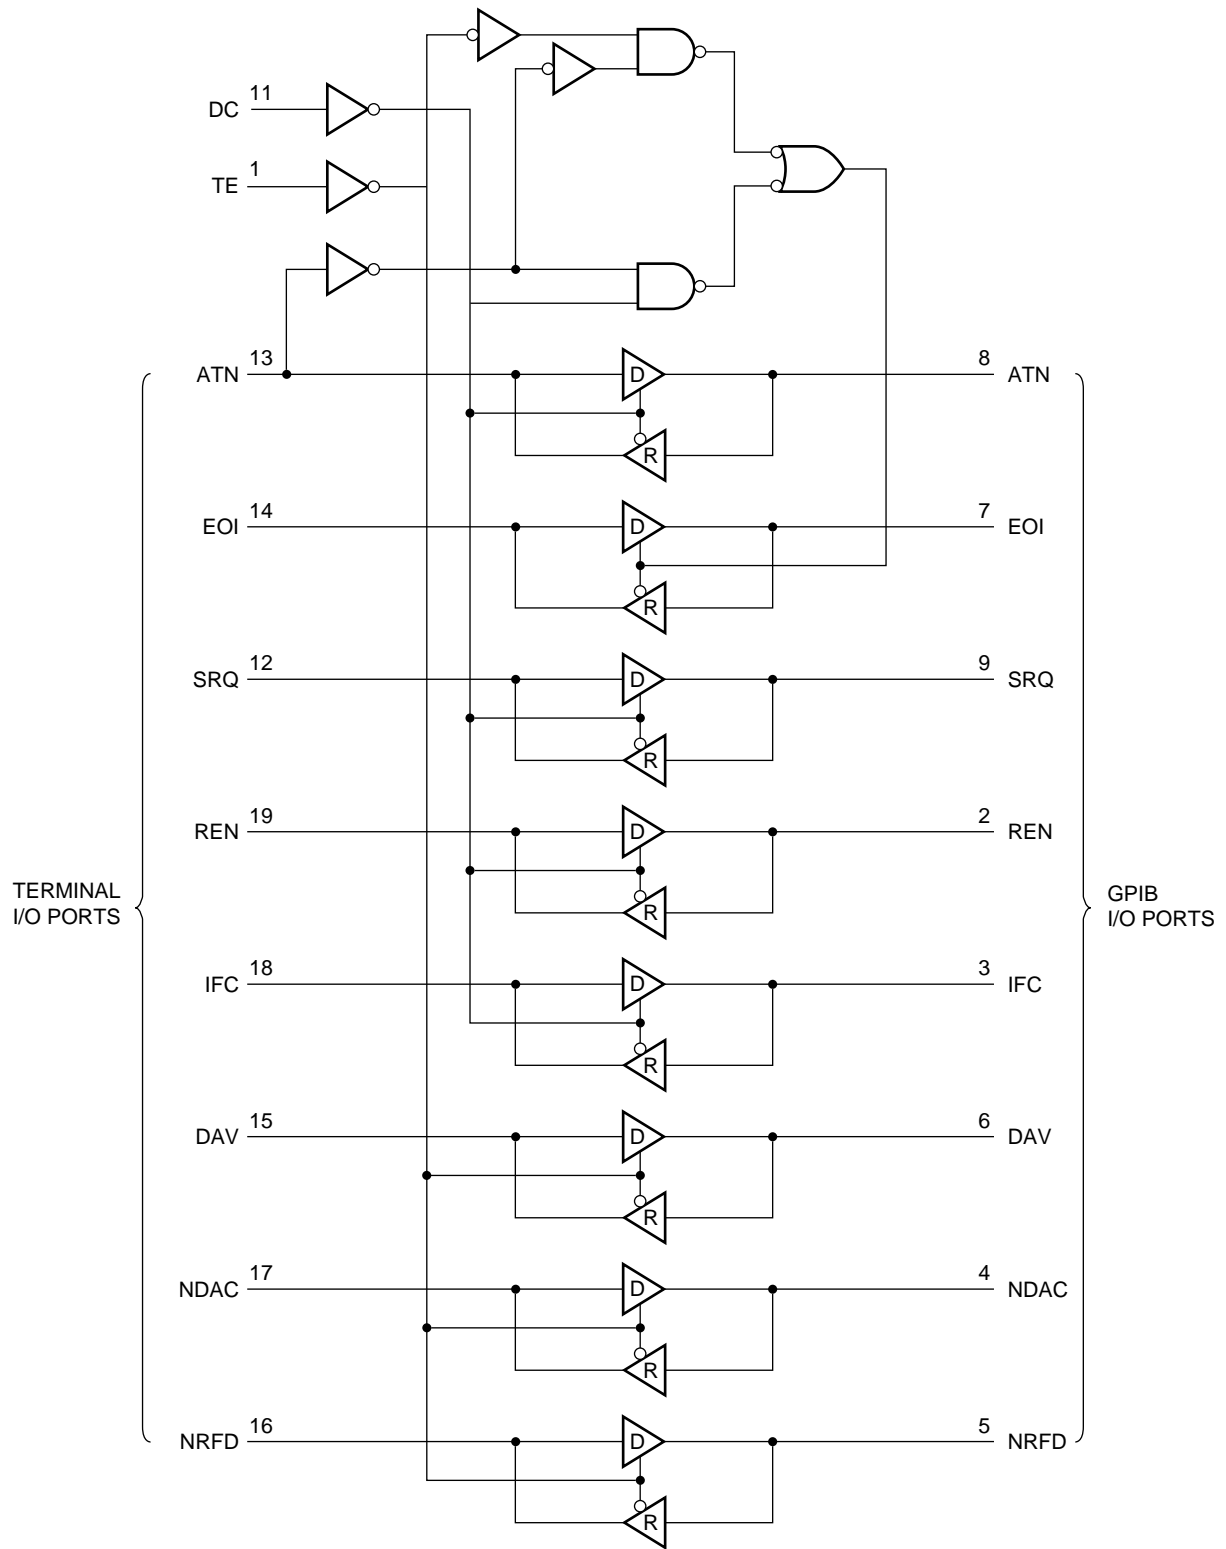 DC 11
TE 1
ATN 13 D 8 ATN
R
EOI 14 D 7 EOI
R
SRQ 12 D 9 SRQ
R
REN 19 D 2 REN
TERMINAL
I/O PORTS
R
GPIB
I/O PORTS
IFC 18 D 3 IFC
R
DAV 15 D 6 DAV
R
NDAC 17 D 4 NDAC
R
NRFD 16 D 5 NRFD
R